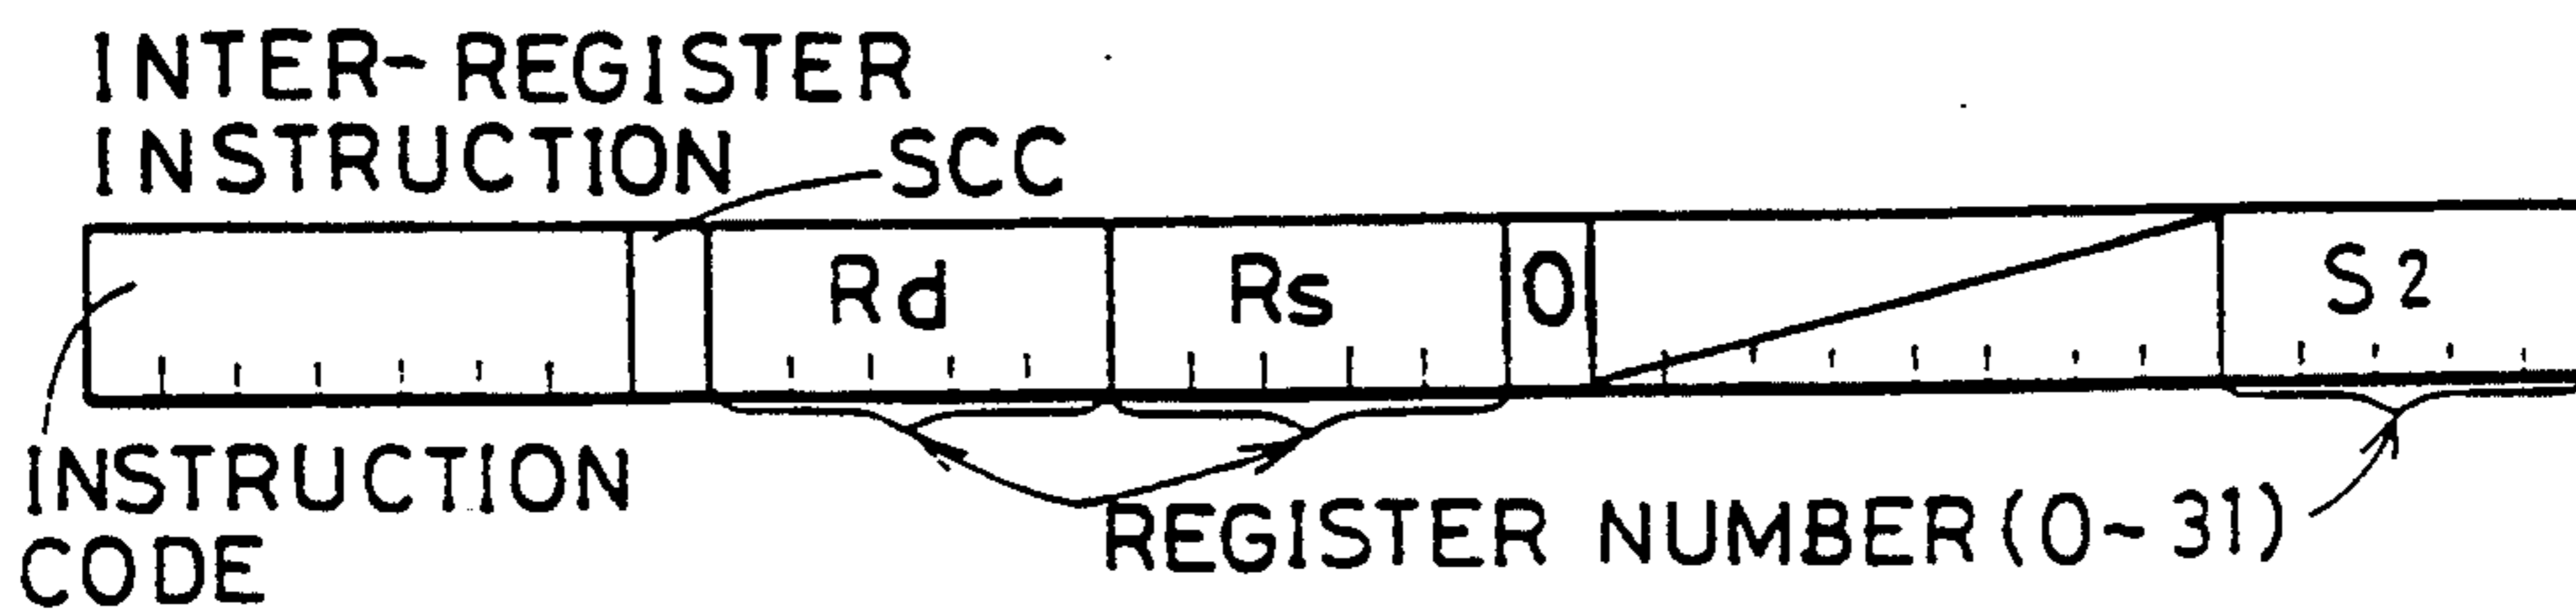 INTER-REGISTER
INSTRUCTION
SCC
Rd
Rs
0
S2
INSTRUCTION
CODE
REGISTER NUMBER(0-31)